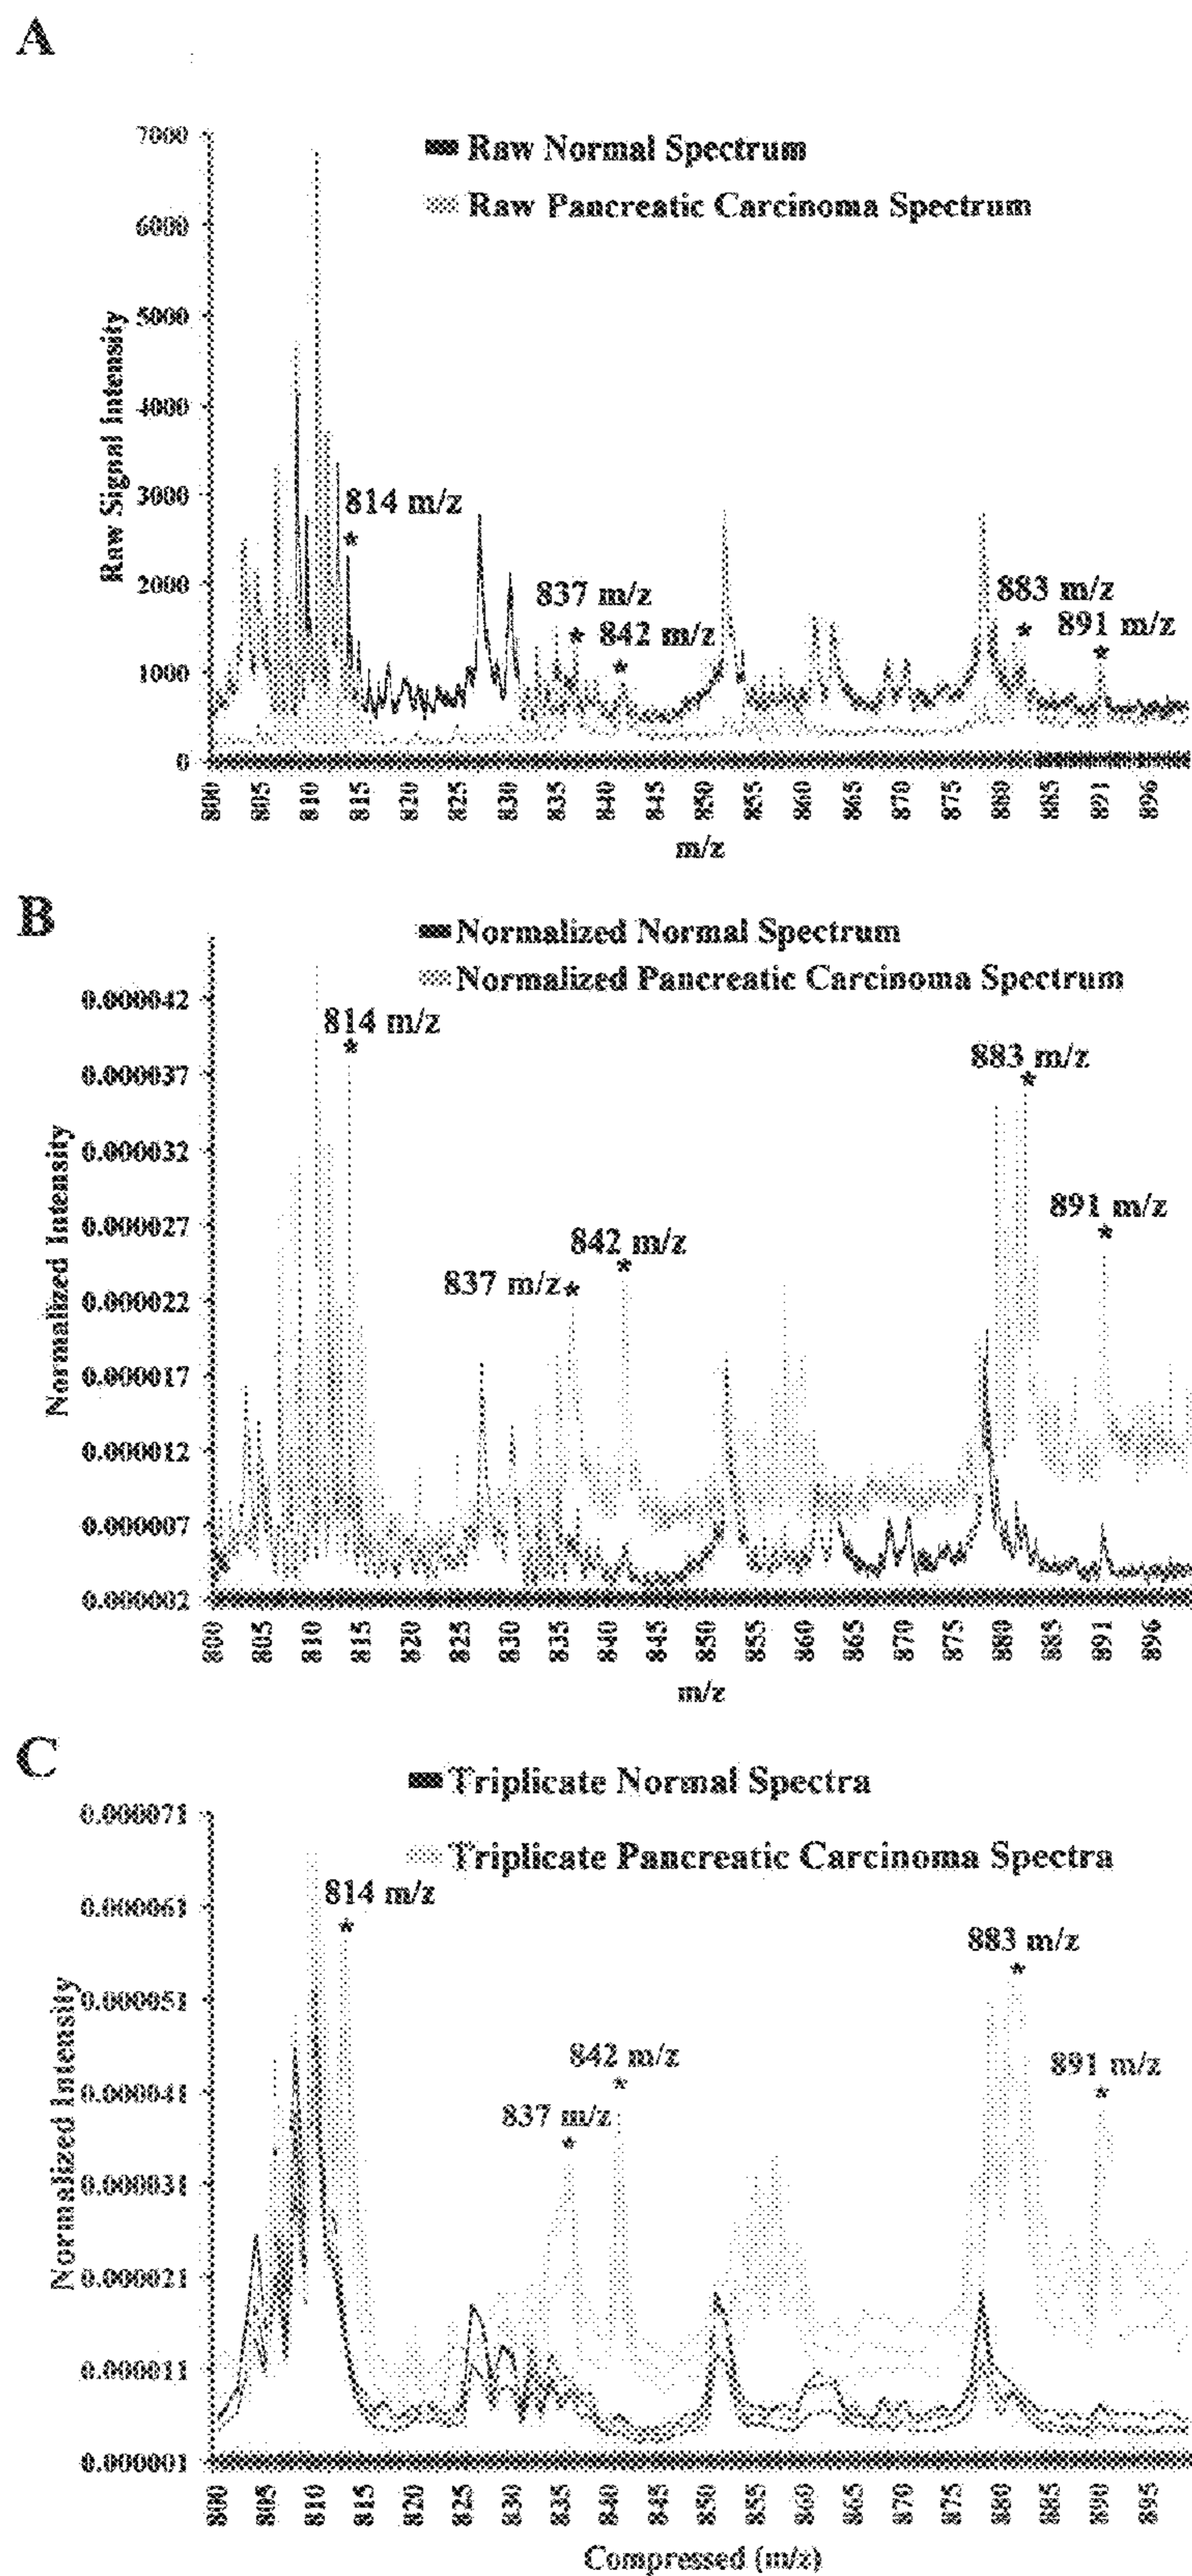 A
Raw Normal Spectrum
Raw Pancreatic Carcinoma Spectrum
Raw Signal Intensity
7000
6000
5000
4000
3000
2000
1000
0
814 m/z
837 m/z
842 m/z
883 m/z
891 m/z
800 805 810 815 820 825 830 835 840 845 850 855 860 865 870 875 880 885 891 896
m/z
B
Normalized Normal Spectrum
Normalized Pancreatic Carcinoma Spectrum
Normalized Intensity
0.000042
0.000037
0.000032
0.000027
0.000022
0.000017
0.000012
0.000007
0.000002
814 m/z
883 m/z
891 m/z
842 m/z
837 m/z
800 805 810 815 820 825 830 835 840 845 850 855 860 865 870 875 880 885 891 896
m/z
C
Triplicate Normal Spectra
Triplicate Pancreatic Carcinoma Spectra
Normalized Intensity
0.000071
0.000061
0.000051
0.000041
0.000031
0.000021
0.000011
0.000001
814 m/z
883 m/z
842 m/z
891 m/z
837 m/z
800 805 810 815 820 825 830 835 840 845 850 855 860 865 870 875 880 885 890 895
Compressed (m/z)